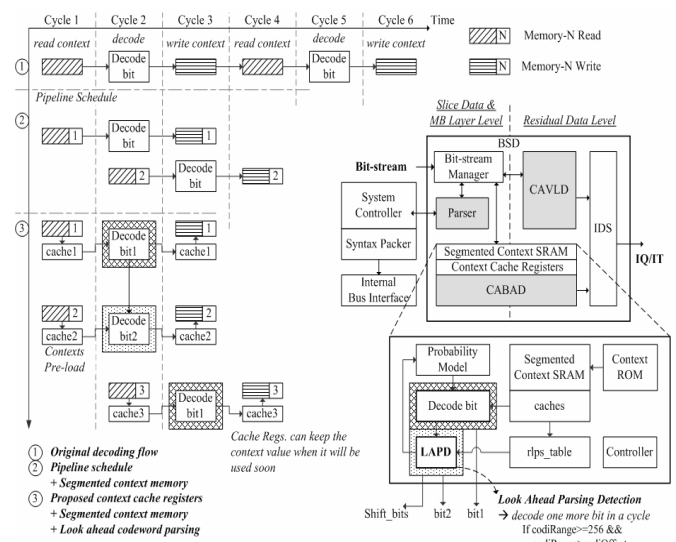 Cycle 1 Cycle 2 Cycle 3 Cycle 4 Cycle 5 Cycle 6 Time
read context decode write context read context decode write context
1 Decode bit Decode bit
N Memory-N Read
N Memory-N Write
Pipeline Schedule
2
1 Decode bit 1
2 Decode bit 2
3
1 Decode bit1 1
cache1 cache1
2 Decode bit2 2
cache2 cache2
Contexts
Pre-load
3 Decode bit1 3
cache3 cache3
Cache Regs. can keep the
context value when it will be
used soon
1 Original decoding flow
2 Pipeline schedule
+ Segmented context memory
3 Proposed context cache registers
+ Segmented context memory
+ Look ahead codeword parsing
Slice Data &
MB Layer Level
Residual Data Level
BSD
Bit-stream
Bit-stream
Manager
CAVLD
System
Controller
Parser
IDS
Syntax Packer
Segmented Context SRAM
Context Cache Registers
CABAD
IQ/IT
Internal
Bus Interface
Probability
Model
Segmented
Context SRAM
Context
ROM
Decode bit
caches
LAPD
rlps_table
Controller
Shift_bits bit2 bit1
Look Ahead Parsing Detection
→ decode one more bit in a cycle
If codiRange>=256 &&